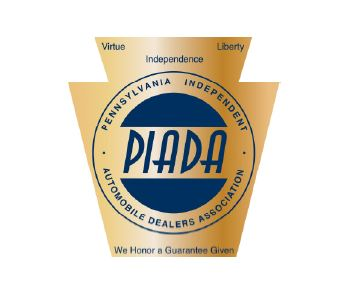 Virtue Liberty
Independence
PENNSYLVANIA INDEPENDENT
PIADA
AUTOMOBILE DEALERS ASSOCIATION
We Honor a Guarantee Given